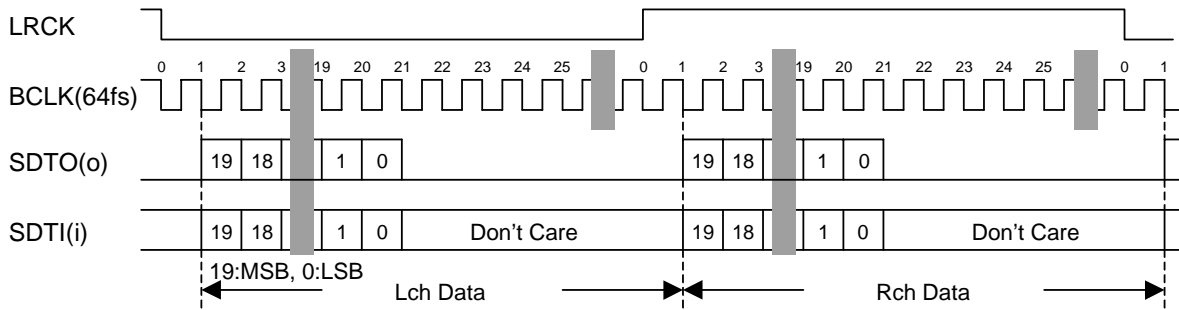 LRCK
0 1 2 3 19 20 21 22 23 24 25 0 1 2 3 19 20 21 22 23 24 25 0 1
BCLK(64fs)
SDTO(o) 19 18 1 0 19 18 1 0
SDTI(i) 19 18 1 0 Don't Care 19 18 1 0 Don't Care
19:MSB, 0:LSB
Lch Data Rch Data